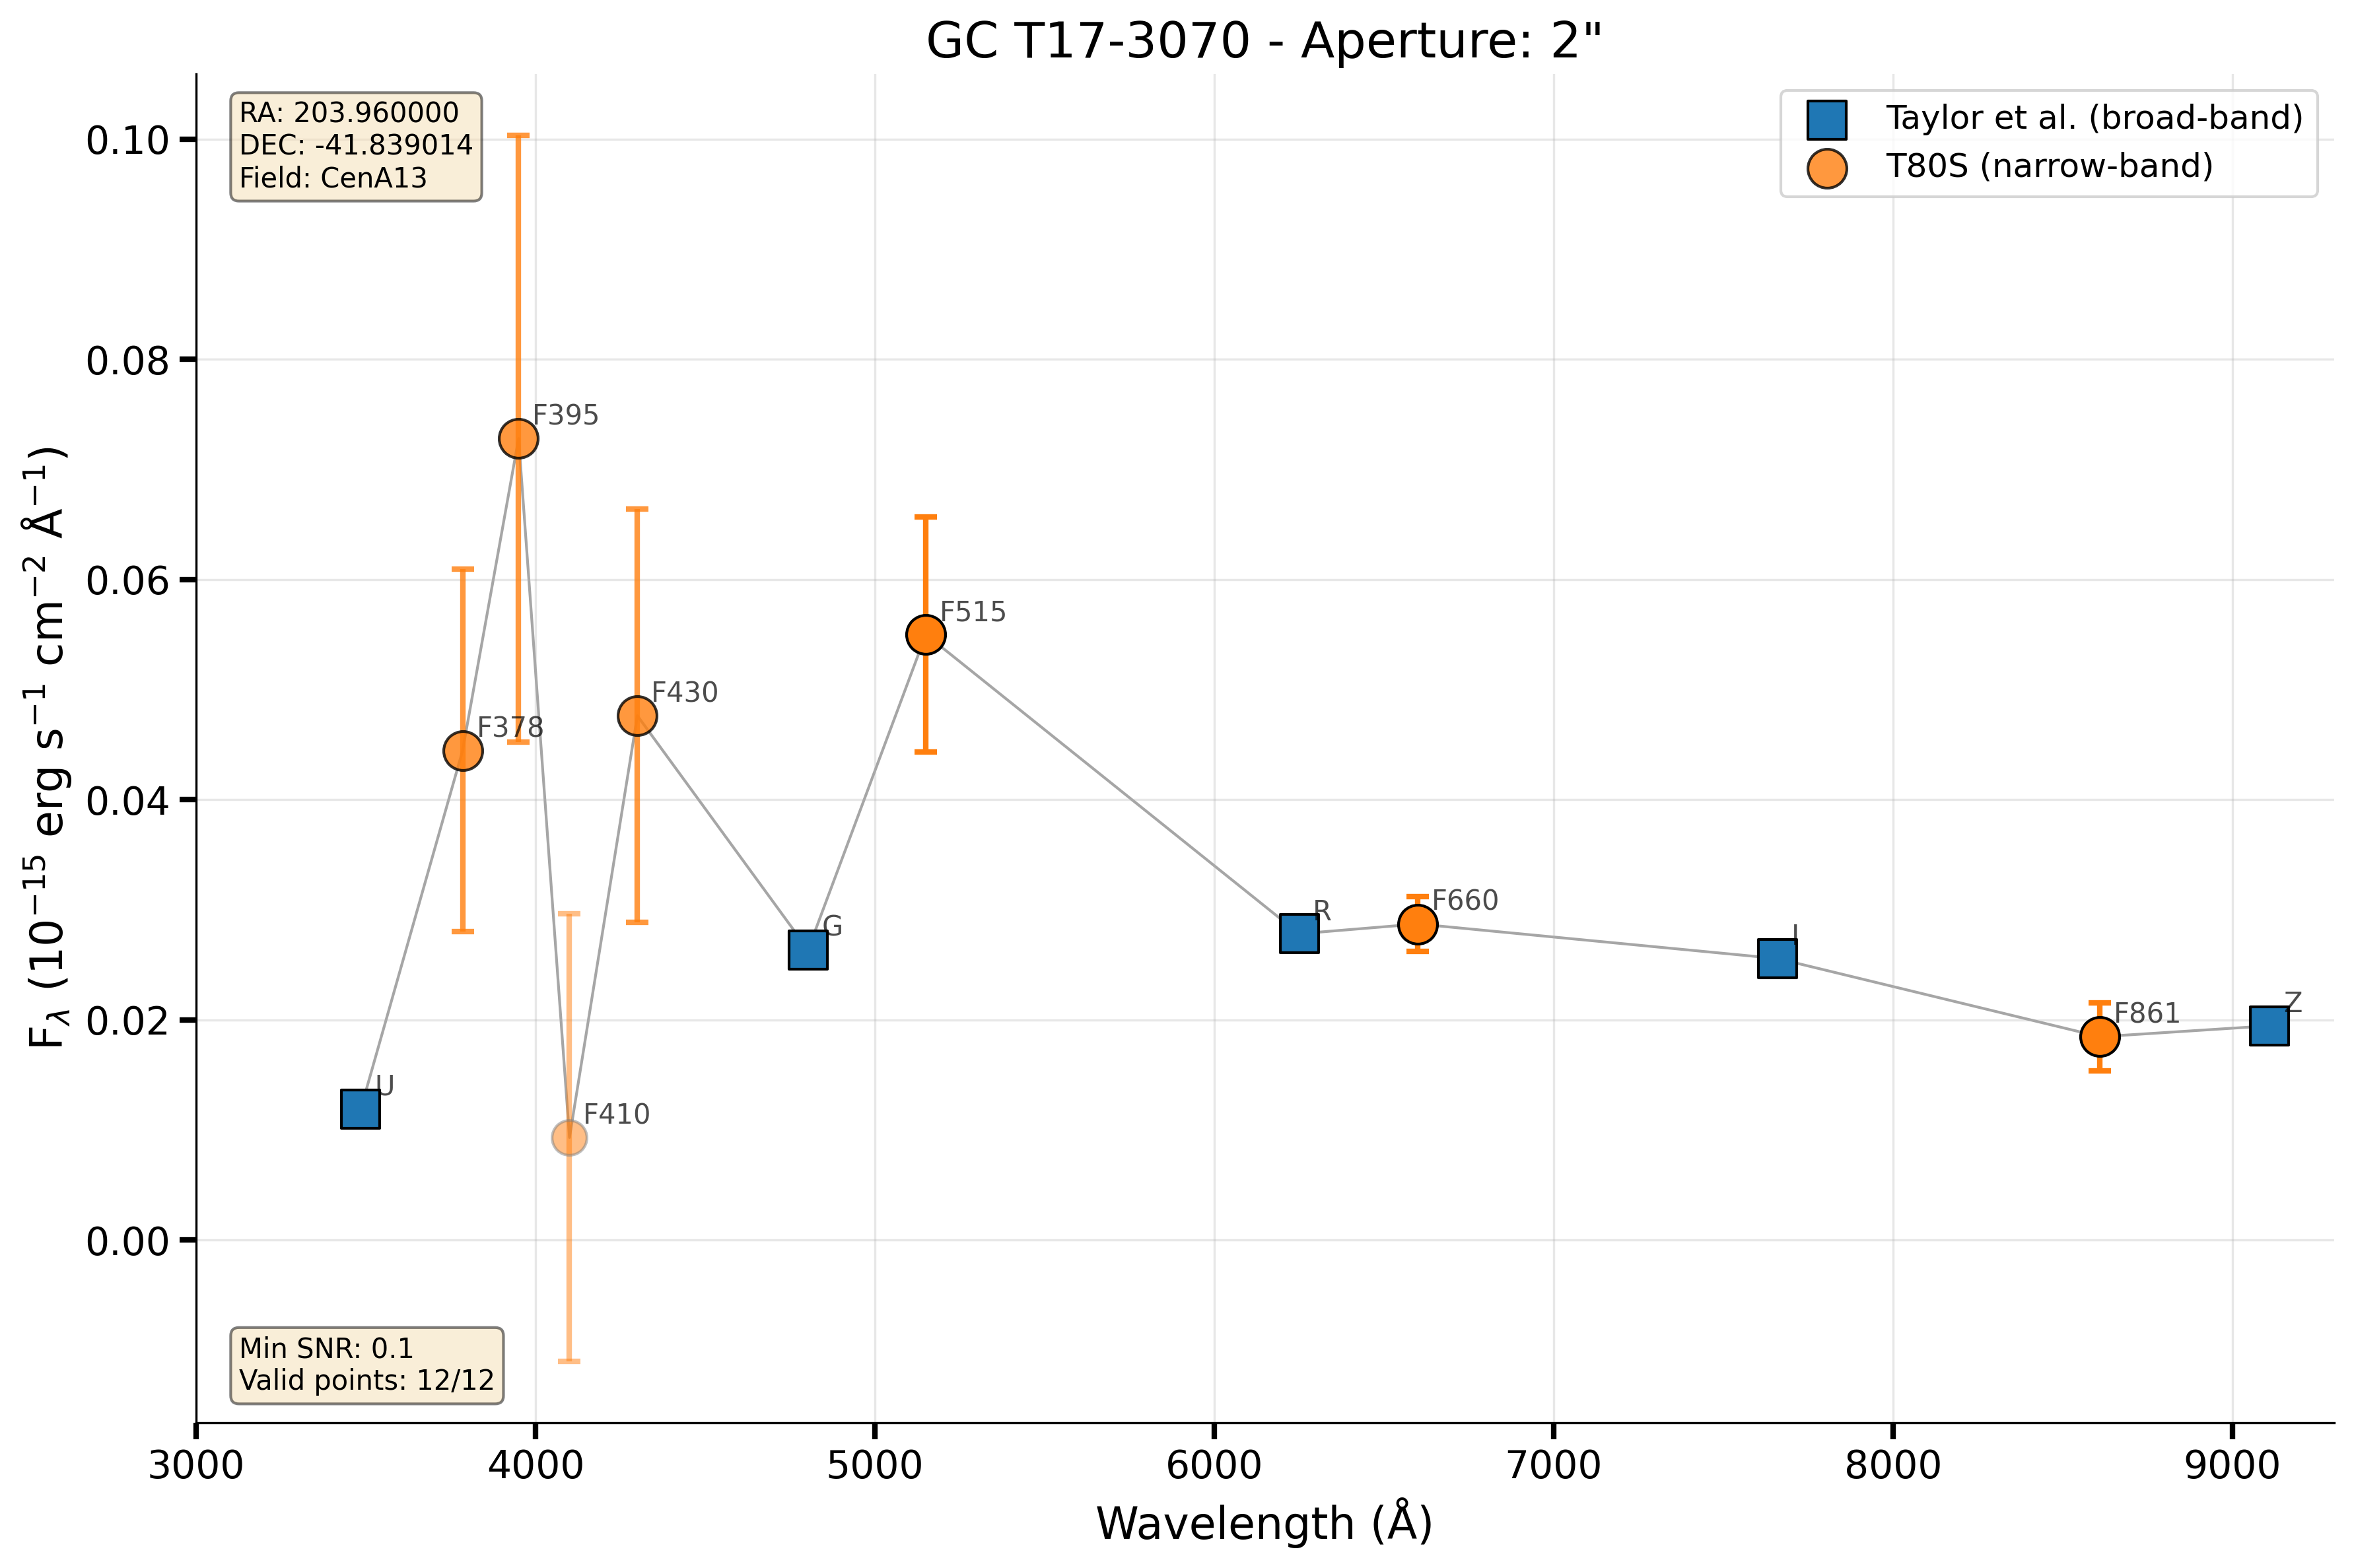 GC T17-3070 - Aperture: 2"
RA: 203.960000
DEC: -41.839014
Field: CenA13
Taylor et al. (broad-band)
T80S (narrow-band)
0.10
0.08
0.06
0.04
0.02
0.00
F395
F378
F430
F515
F410
U
G
R
F660
I
F861
Z
Min SNR: 0.1
Valid points: 12/12
3000 4000 5000 6000 7000 8000 9000
Wavelength (Å)
Fλ (10⁻¹⁵ erg s⁻¹ cm⁻² Å⁻¹)